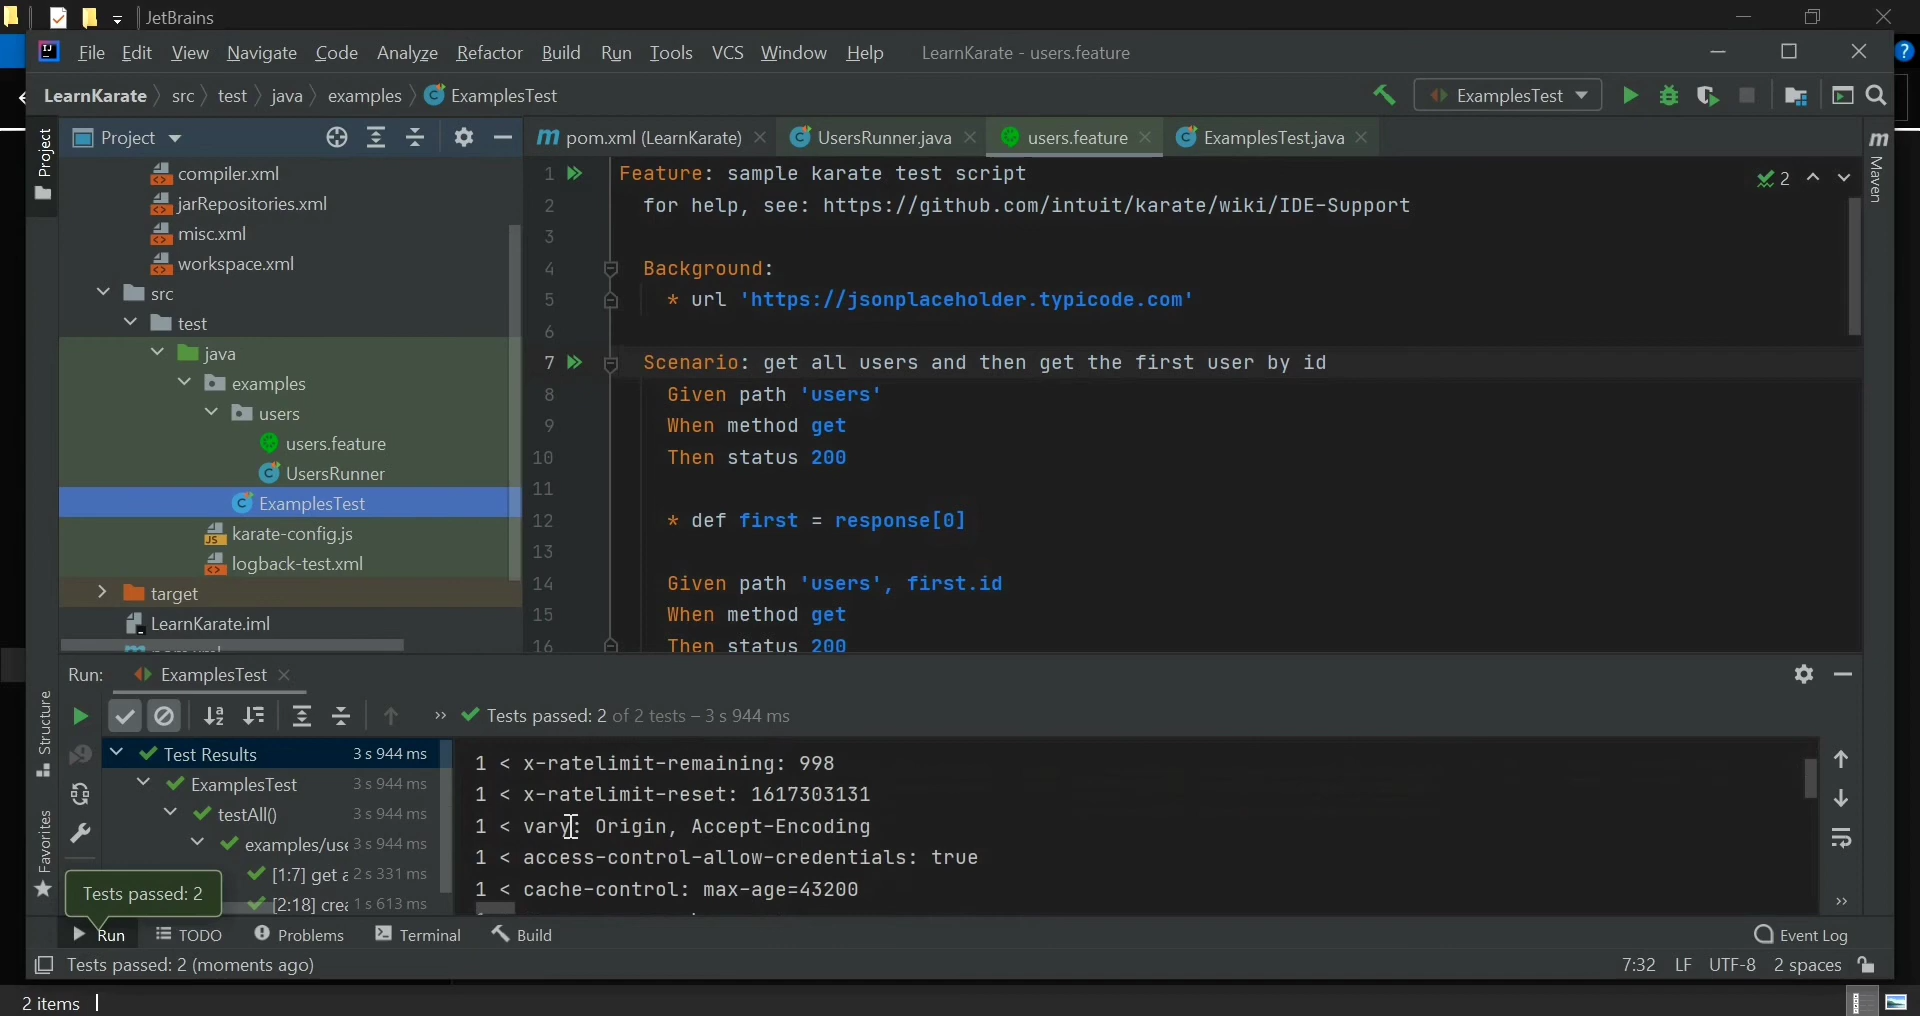 JetBrains
File Edit View Navigate Code Analyze Refactor Build Run Tools VCS Window Help LearnKarate - users.feature
LearnKarate src test java examples ExamplesTest ExamplesTest
Project
Project
compiler.xml
jarRepositories.xml
misc.xml
workspace.xml
src
test
java
examples
users
users.feature
UsersRunner
ExamplesTest
karate-config.js
logback-test.xml
target
LearnKarate.iml
pom.xml (LearnKarate) UsersRunner.java users.feature ExamplesTest.java
1 Feature: sample karate test script
2 for help, see: https://github.com/intuit/karate/wiki/IDE-Support
3
4 Background:
5 * url 'https://jsonplaceholder.typicode.com'
6
7 Scenario: get all users and then get the first user by id
8 Given path 'users'
9 When method get
10 Then status 200
11
12 * def first = response[0]
13
14 Given path 'users', first.id
15 When method get
16 Then status 200
2
Maven
Structure
Favorites
Run: ExamplesTest
Tests passed: 2 of 2 tests – 3 s 944 ms
Test Results 3 s 944 ms
ExamplesTest 3 s 944 ms
testAll() 3 s 944 ms
examples/use 3 s 944 ms
[1:7] get a 2 s 331 ms
[2:18] crea 1 s 613 ms
Tests passed: 2
1 < x-ratelimit-remaining: 998
1 < x-ratelimit-reset: 1617303131
1 < vary: Origin, Accept-Encoding
1 < access-control-allow-credentials: true
1 < cache-control: max-age=43200
Run TODO Problems Terminal Build Event Log
Tests passed: 2 (moments ago) 7:32 LF UTF-8 2 spaces
2 items